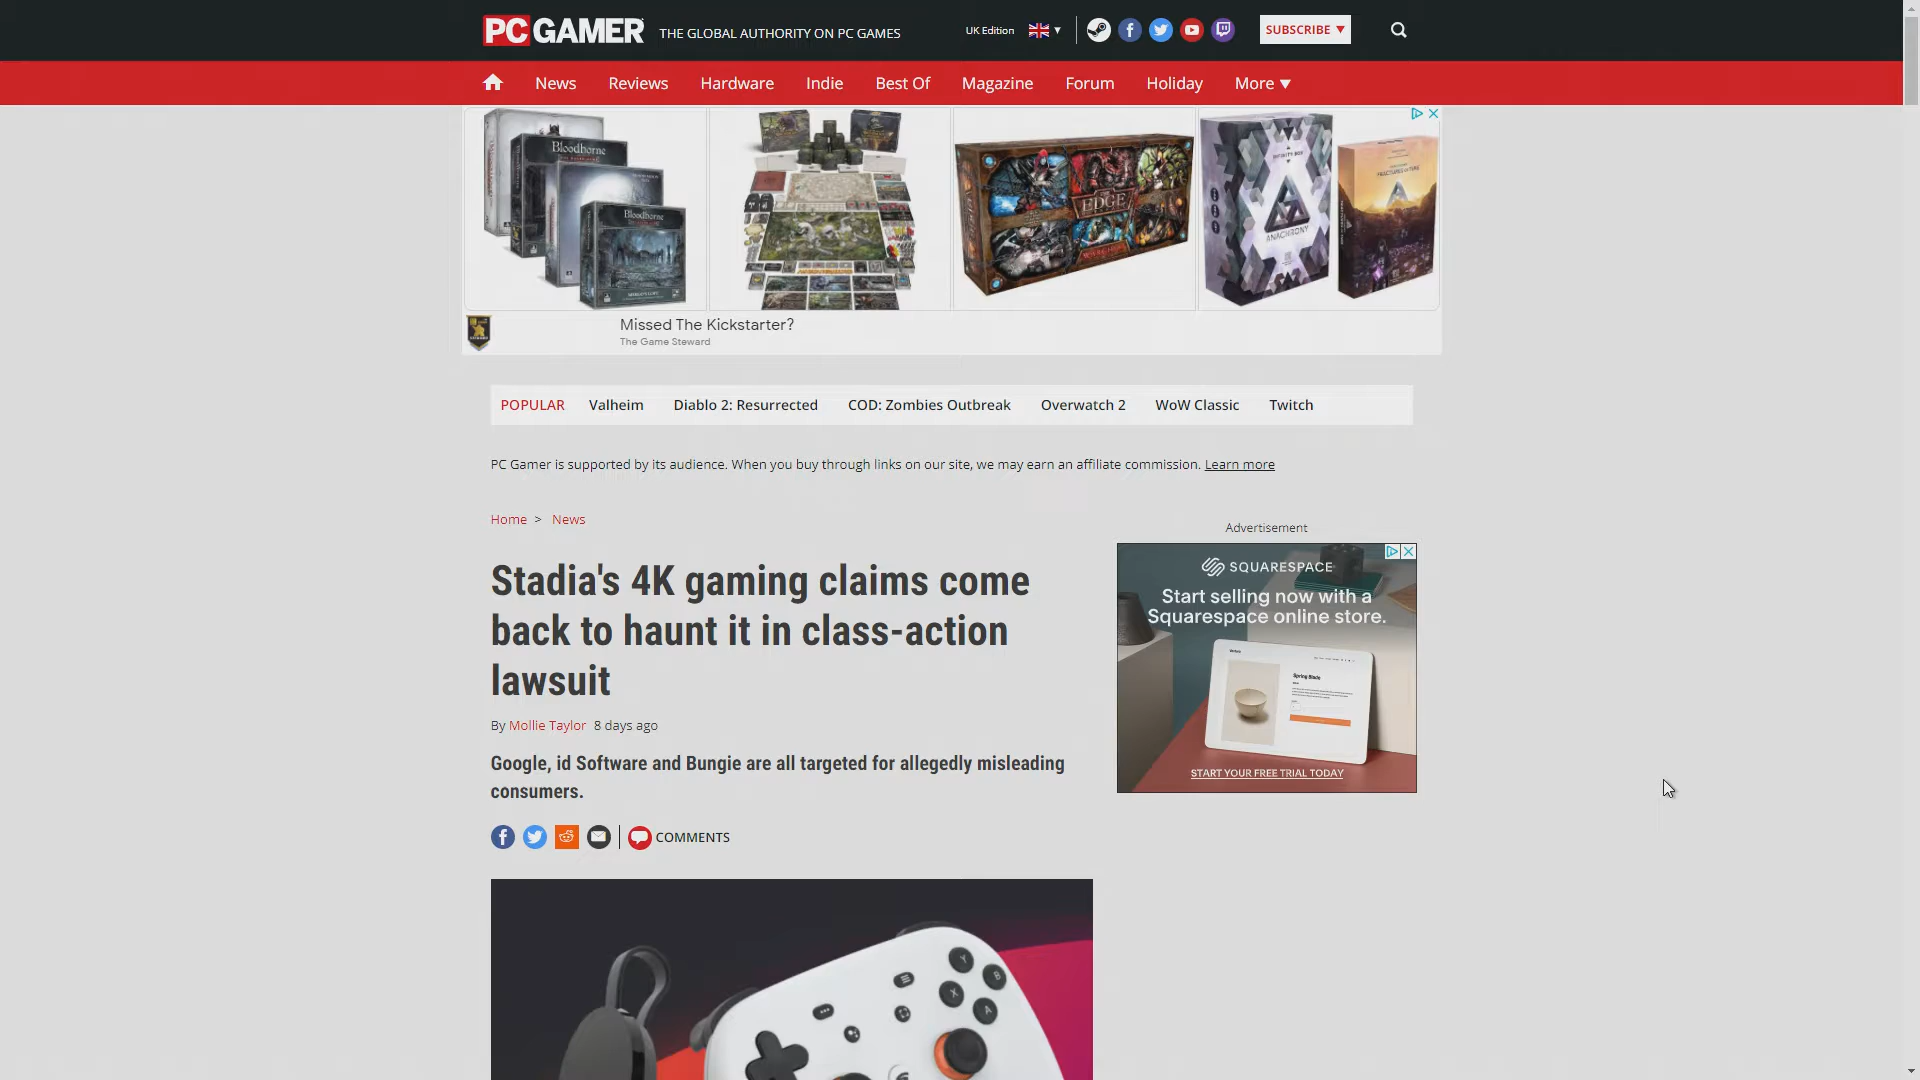 PC GAMER THE GLOBAL AUTHORITY ON PC GAMES UK Edition SUBSCRIBE
News Reviews Hardware Indie Best Of Magazine Forum Holiday More
Bloodborne
Bloodborne
EDGE
ANACHRONY
Missed The Kickstarter?
The Game Steward
POPULAR Valheim Diablo 2: Resurrected COD: Zombies Outbreak Overwatch 2 WoW Classic Twitch
PC Gamer is supported by its audience. When you buy through links on our site, we may earn an affiliate commission. Learn more
Home > News
Stadia's 4K gaming claims come
back to haunt it in class-action
lawsuit
By Mollie Taylor 8 days ago
Google, id Software and Bungie are all targeted for allegedly misleading
consumers.
COMMENTS
Advertisement
SQUARESPACE
Start selling now with a
Squarespace online store.
Spring Blade
START YOUR FREE TRIAL TODAY
Y
B
X
A